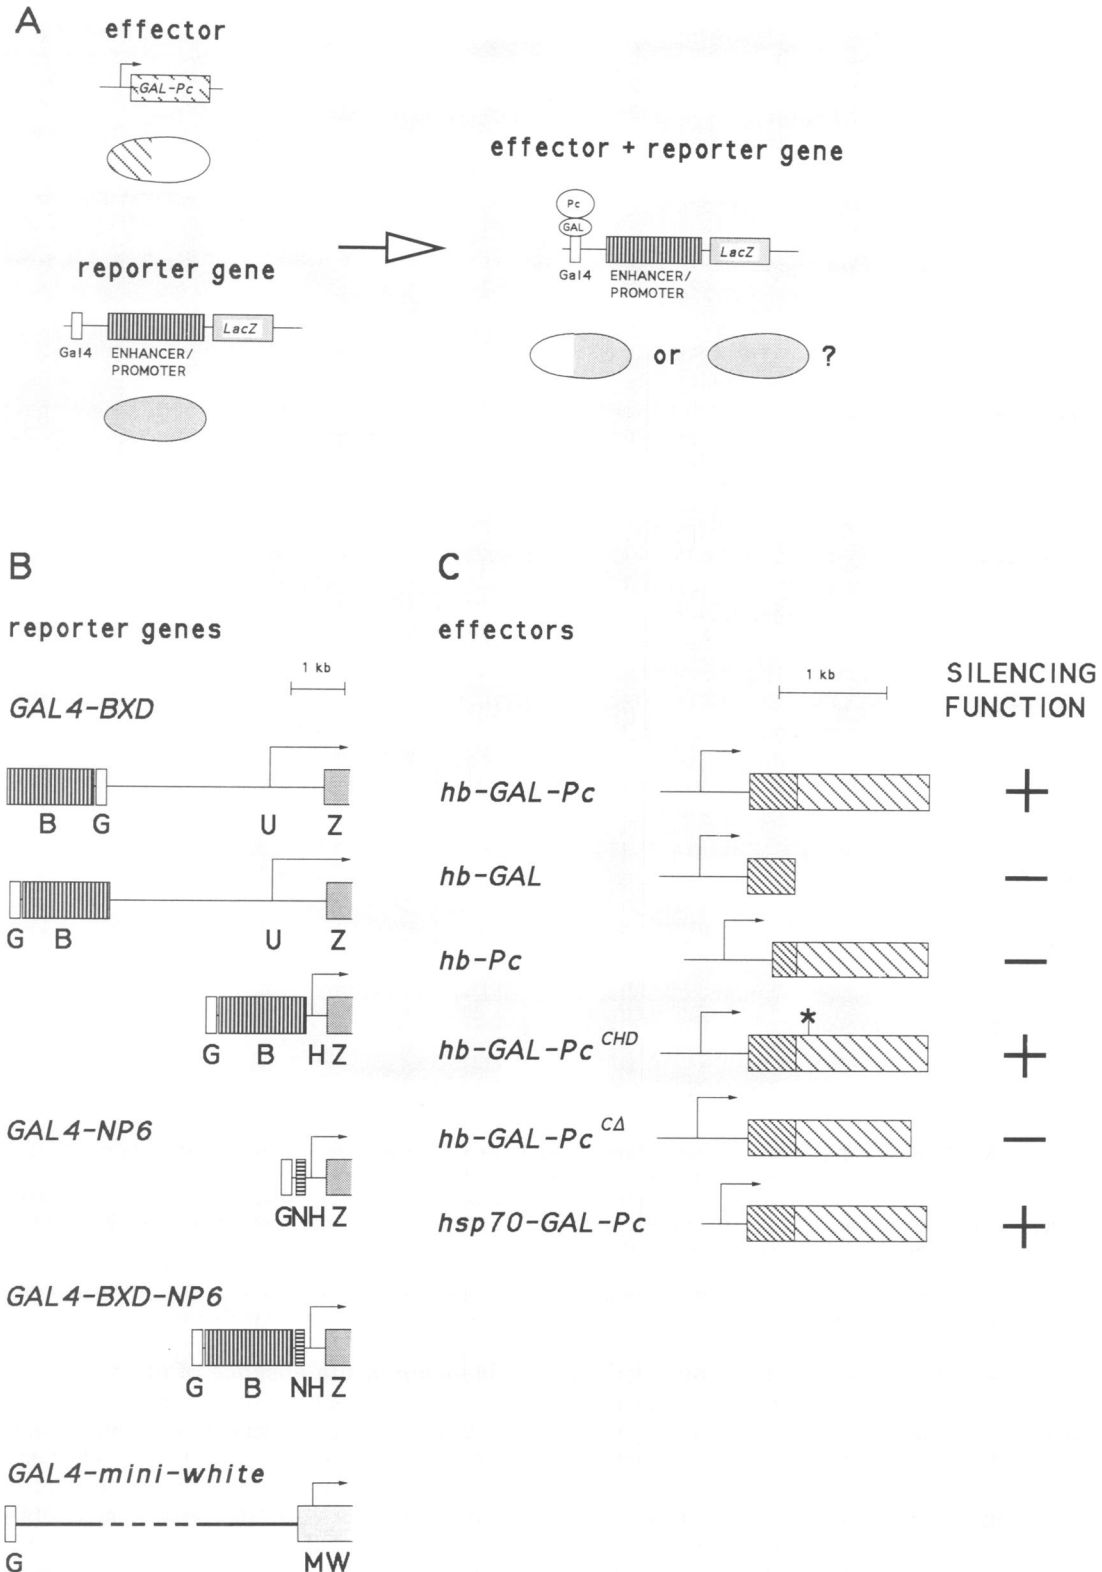 A
effector
GAL-Pc
reporter gene
LacZ
Gal4 ENHANCER/
PROMOTER
effector + reporter gene
Pc
GAL
LacZ
Gal4 ENHANCER/
PROMOTER
or ?
B
reporter genes
1 kb
GAL4-BXD
B G U Z
G B U Z
G B H Z
GAL4-NP6
G N H Z
GAL4-BXD-NP6
G B N H Z
GAL4-mini-white
G MW
C
effectors
1 kb
SILENCING
FUNCTION
hb-GAL-Pc +
hb-GAL −
hb-Pc −
*
hb-GAL-Pc CHD +
hb-GAL-Pc CΔ −
hsp70-GAL-Pc +